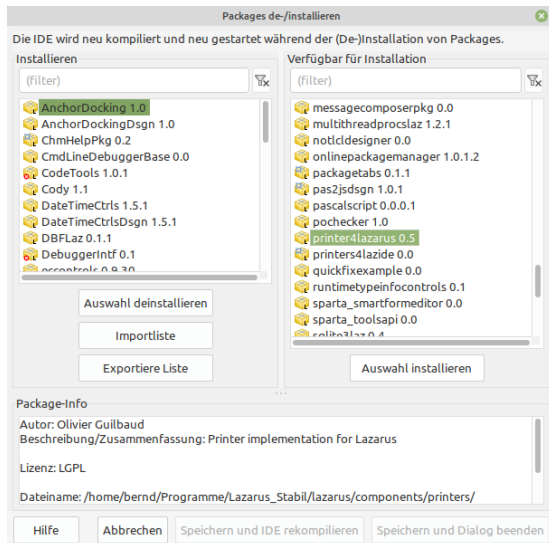 Packages de-/installieren
Die IDE wird neu kompiliert und neu gestartet während der (De-)Installation von Packages.
Installieren
(filter)
AnchorDocking 1.0
AnchorDockingDsgn 1.0
ChmHelpPkg 0.2
CmdLineDebuggerBase 0.0
CodeTools 1.0.1
Cody 1.1
DateTimeCtrls 1.5.1
DateTimeCtrlsDsgn 1.5.1
DBFLaz 0.1.1
DebuggerIntf 0.1
Auswahl deinstallieren
Importliste
Exportiere Liste
Verfügbar für Installation
(filter)
messagecomposerpkg 0.0
multithreadprocslaz 1.2.1
notlcldesigner 0.0
onlinepackagemanager 1.0.1.2
packagetabs 0.1.1
pas2jsdsgn 1.0.1
pascalscript 0.0.0.1
pochecker 1.0
printer4lazarus 0.5
printers4lazide 0.0
quickfixexample 0.0
runtimetypeinfocontrols 0.1
sparta_smartformeditor 0.0
sparta_toolsapi 0.0
sqlite3laz 0.4
Auswahl installieren
Package-Info
Autor: Olivier Guilbaud
Beschreibung/Zusammenfassung: Printer implementation for Lazarus
Lizenz: LGPL
Dateiname: /home/bernd/Programme/Lazarus_Stabil/lazarus/components/printers/
Hilfe
Abbrechen
Speichern und IDE rekompilieren
Speichern und Dialog beenden